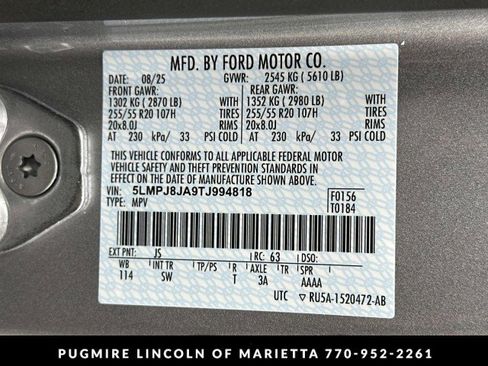 MFD. BY FORD MOTOR CO.
DATE: 08/25 GVWR: 2545 KG ( 5610 LB)
FRONT GAWR: REAR GAWR:
1302 KG ( 2870 LB) WITH 1352 KG ( 2980 LB) WITH
255/55 R20 107H TIRES 255/55 R20 107H TIRES
20x8.0J RIMS 20x8.0J RIMS
AT 230 kPa/ 33 PSI COLD AT 230 kPa/ 33 PSI COLD
THIS VEHICLE CONFORMS TO ALL APPLICABLE FEDERAL MOTOR
VEHICLE SAFETY AND THEFT PREVENTION STANDARDS IN
EFFECT ON THE DATE OF MANUFACTURE SHOWN ABOVE.
VIN: 5LMPJ8JA9TJ994818 F0156
TYPE: MPV T0184
EXT PNT: JS RC: 63 DSO:
WB INT TR TP/PS R AXLE TR SPR
114 SW T 3A AAAA
UTC ▽RU5A-1520472-AB
PUGMIRE LINCOLN OF MARIETTA 770-952-2261